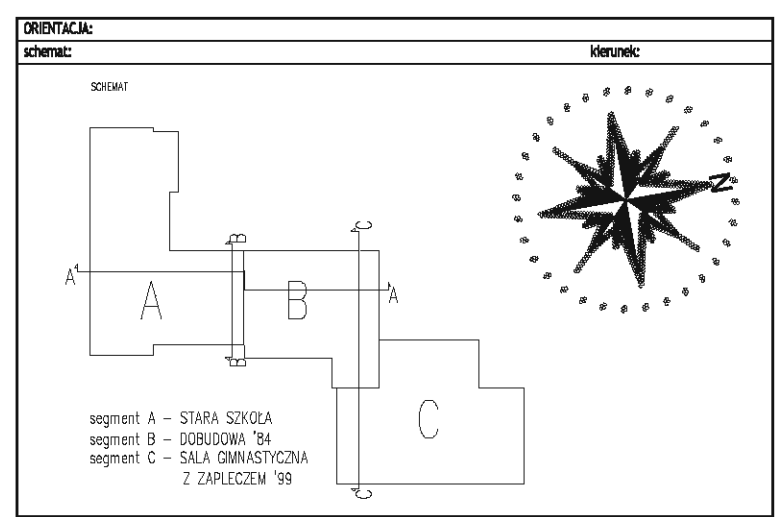 ORIENTACJA:
schemat: kierunek:
SCHEMAT
N
C
B
A
A
B
A
B
C
segment A – STARA SZKOŁA
segment B – DOBUDOWA '84
segment C – SALA GIMNASTYCZNA
Z ZAPLECZEM '99
C